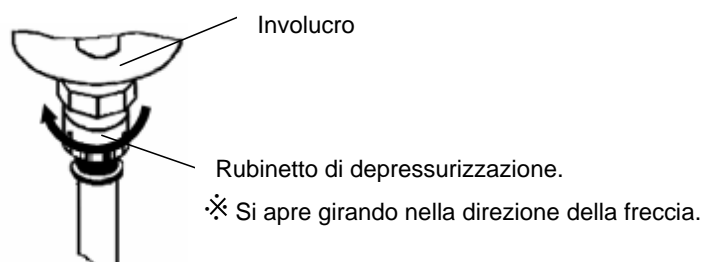 Involucro
Rubinetto di depressurizzazione.
※ Si apre girando nella direzione della freccia.